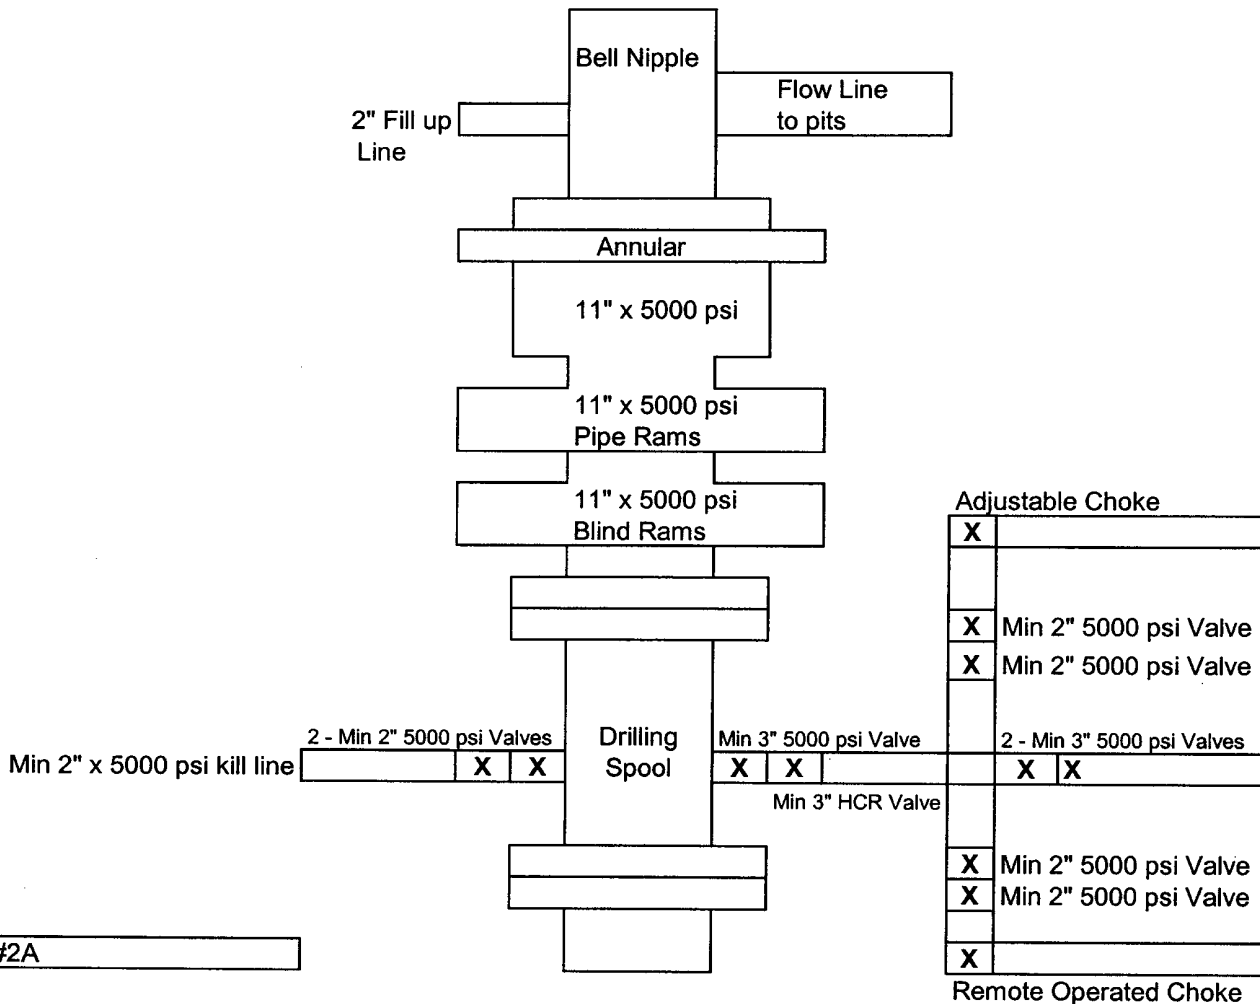 Bell Nipple
Flow Line
to pits
2" Fill up
Line
Annular
11" x 5000 psi
11" x 5000 psi
Pipe Rams
11" x 5000 psi
Blind Rams
Adjustable Choke
X
X Min 2" 5000 psi Valve
X Min 2" 5000 psi Valve
2 - Min 2" 5000 psi Valves
Drilling
Spool
Min 3" 5000 psi Valve
2 - Min 3" 5000 psi Valves
Min 2" x 5000 psi kill line
X X
X X
X X
Min 3" HCR Valve
X Min 2" 5000 psi Valve
X Min 2" 5000 psi Valve
#2A
X
Remote Operated Choke